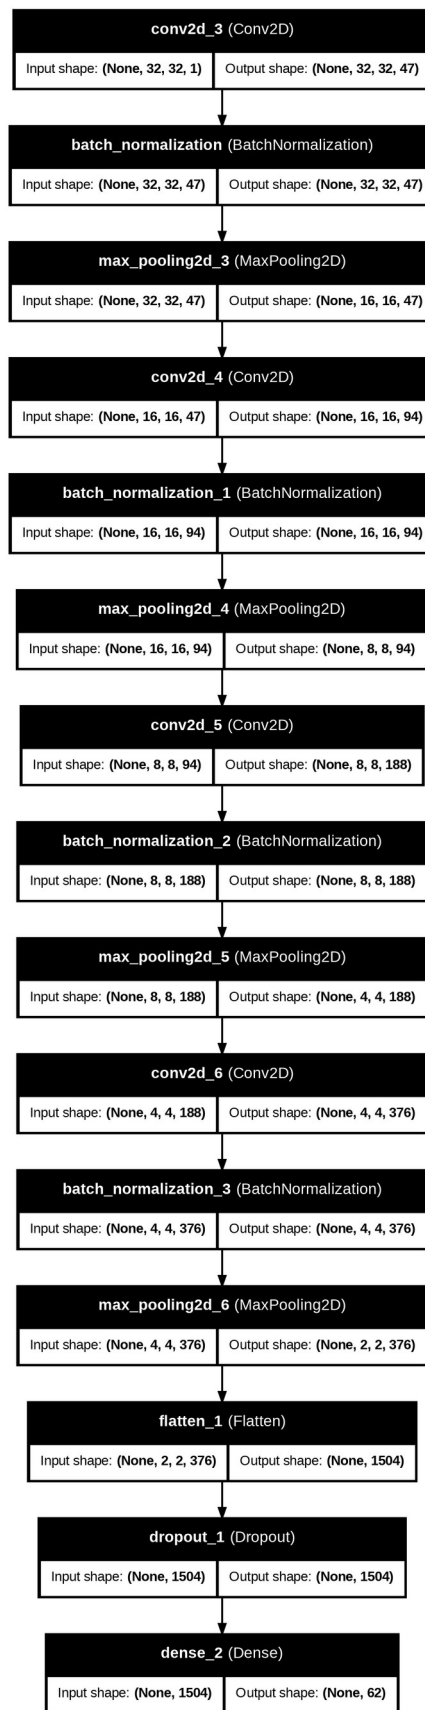 conv2d_3 (Conv2D)
Input shape: (None, 32, 32, 1) Output shape: (None, 32, 32, 47)
batch_normalization (BatchNormalization)
Input shape: (None, 32, 32, 47) Output shape: (None, 32, 32, 47)
max_pooling2d_3 (MaxPooling2D)
Input shape: (None, 32, 32, 47) Output shape: (None, 16, 16, 47)
conv2d_4 (Conv2D)
Input shape: (None, 16, 16, 47) Output shape: (None, 16, 16, 94)
batch_normalization_1 (BatchNormalization)
Input shape: (None, 16, 16, 94) Output shape: (None, 16, 16, 94)
max_pooling2d_4 (MaxPooling2D)
Input shape: (None, 16, 16, 94) Output shape: (None, 8, 8, 94)
conv2d_5 (Conv2D)
Input shape: (None, 8, 8, 94) Output shape: (None, 8, 8, 188)
batch_normalization_2 (BatchNormalization)
Input shape: (None, 8, 8, 188) Output shape: (None, 8, 8, 188)
max_pooling2d_5 (MaxPooling2D)
Input shape: (None, 8, 8, 188) Output shape: (None, 4, 4, 188)
conv2d_6 (Conv2D)
Input shape: (None, 4, 4, 188) Output shape: (None, 4, 4, 376)
batch_normalization_3 (BatchNormalization)
Input shape: (None, 4, 4, 376) Output shape: (None, 4, 4, 376)
max_pooling2d_6 (MaxPooling2D)
Input shape: (None, 4, 4, 376) Output shape: (None, 2, 2, 376)
flatten_1 (Flatten)
Input shape: (None, 2, 2, 376) Output shape: (None, 1504)
dropout_1 (Dropout)
Input shape: (None, 1504) Output shape: (None, 1504)
dense_2 (Dense)
Input shape: (None, 1504) Output shape: (None, 62)